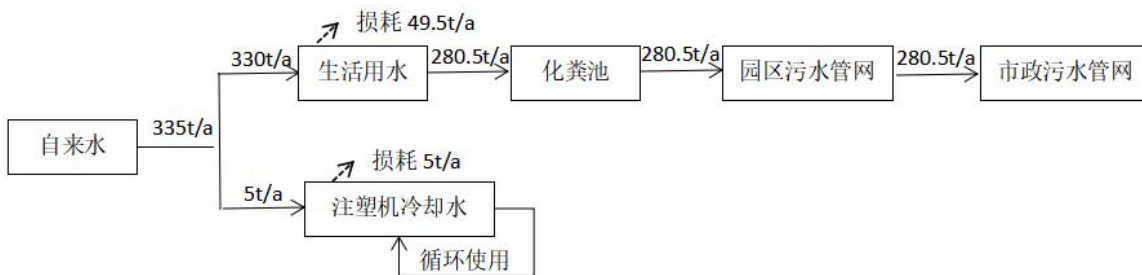 损耗 49.5t/a
330t/a
生活用水
280.5t/a
化粪池
280.5t/a
园区污水管网
280.5t/a
市政污水管网
自来水
335t/a
损耗 5t/a
5t/a
注塑机冷却水
循环使用